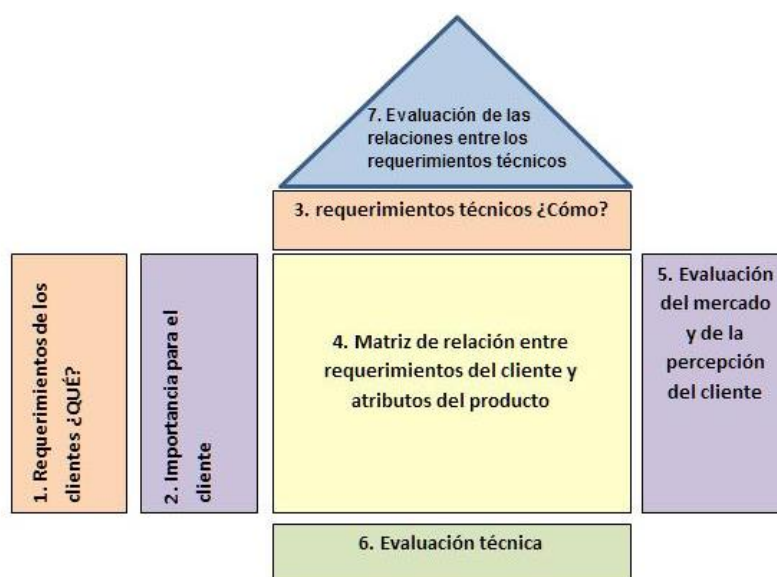 7. Evaluación de las
relaciones entre los
requerimientos técnicos
3. requerimientos técnicos ¿Cómo?
1. Requerimientos de los
clientes ¿QUÉ?
2. Importancia para el
cliente
4. Matriz de relación entre
requerimientos del cliente y
atributos del producto
5. Evaluación
del mercado
y de la
percepción
del cliente
6. Evaluación técnica